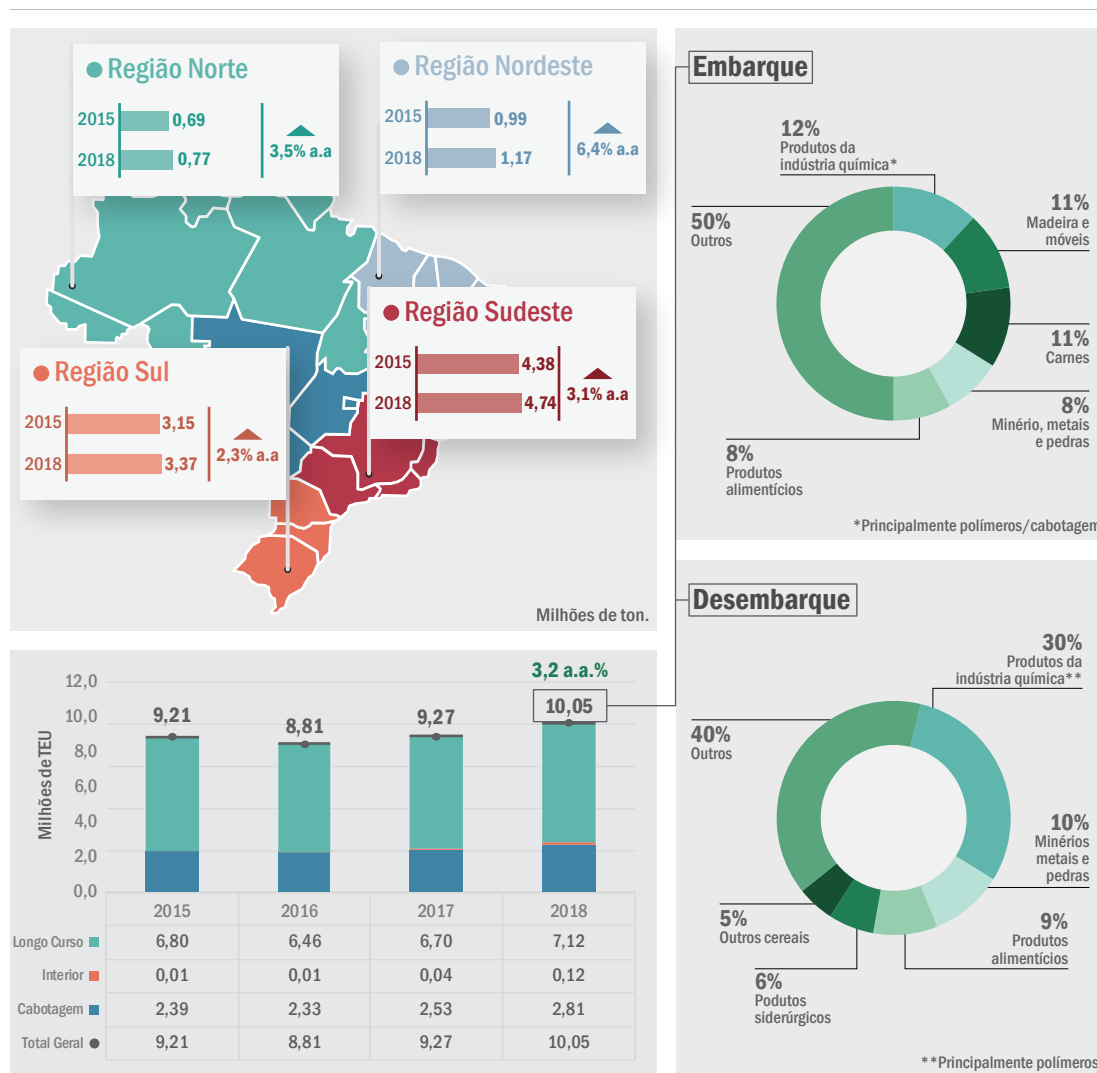 Região Norte
2015 0,69
2018 0,77
3,5% a.a
Região Nordeste
2015 0,99
2018 1,17
6,4% a.a
Região Sudeste
2015 4,38
2018 4,74
3,1% a.a
Região Sul
2015 3,15
2018 3,37
2,3% a.a
Milhões de ton.
Embarque
12%
Produtos da
indústria química*
11%
Madeira e
móveis
11%
Carnes
8%
Minério, metais
e pedras
8%
Produtos
alimentícios
50%
Outros
*Principalmente polímeros/cabotagem
Desembarque
30%
Produtos da
indústria química**
10%
Minérios
metais e
pedras
9%
Produtos
alimentícios
6%
Podutos
siderúrgicos
5%
Outros cereais
40%
Outros
**Principalmente polímeros
3,2 a.a.%
Milhões de TEU
12,0
10,0
8,0
6,0
4,0
2,0
0,0
9,21
8,81
9,27
10,05
2015 2016 2017 2018
Longo Curso 6,80 6,46 6,70 7,12
Interior 0,01 0,01 0,04 0,12
Cabotagem 2,39 2,33 2,53 2,81
Total Geral 9,21 8,81 9,27 10,05